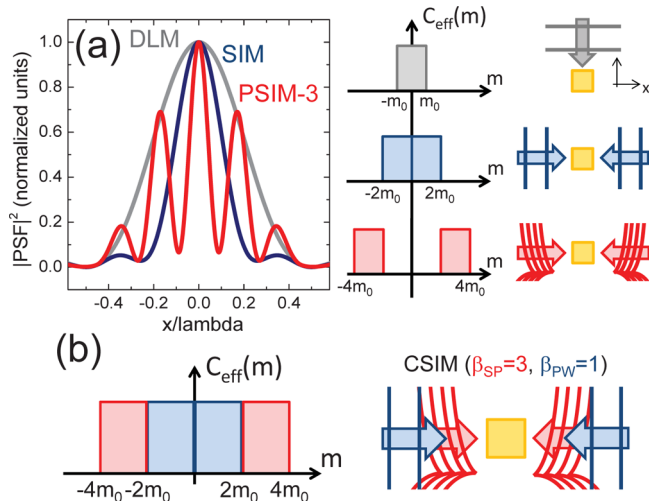 (a)
DLM
SIM
PSIM-3
|PSF|² (normalized units)
1.0
0.8
0.6
0.4
0.2
0.0
-0.4 -0.2 0.0 0.2 0.4
x/lambda
C_eff(m)
m
-m₀ m₀
x
m
-2m₀ 2m₀
m
-4m₀ 4m₀
(b)
C_eff(m)
m
-4m₀ -2m₀ 2m₀ 4m₀
CSIM (β_SP=3, β_PW=1)